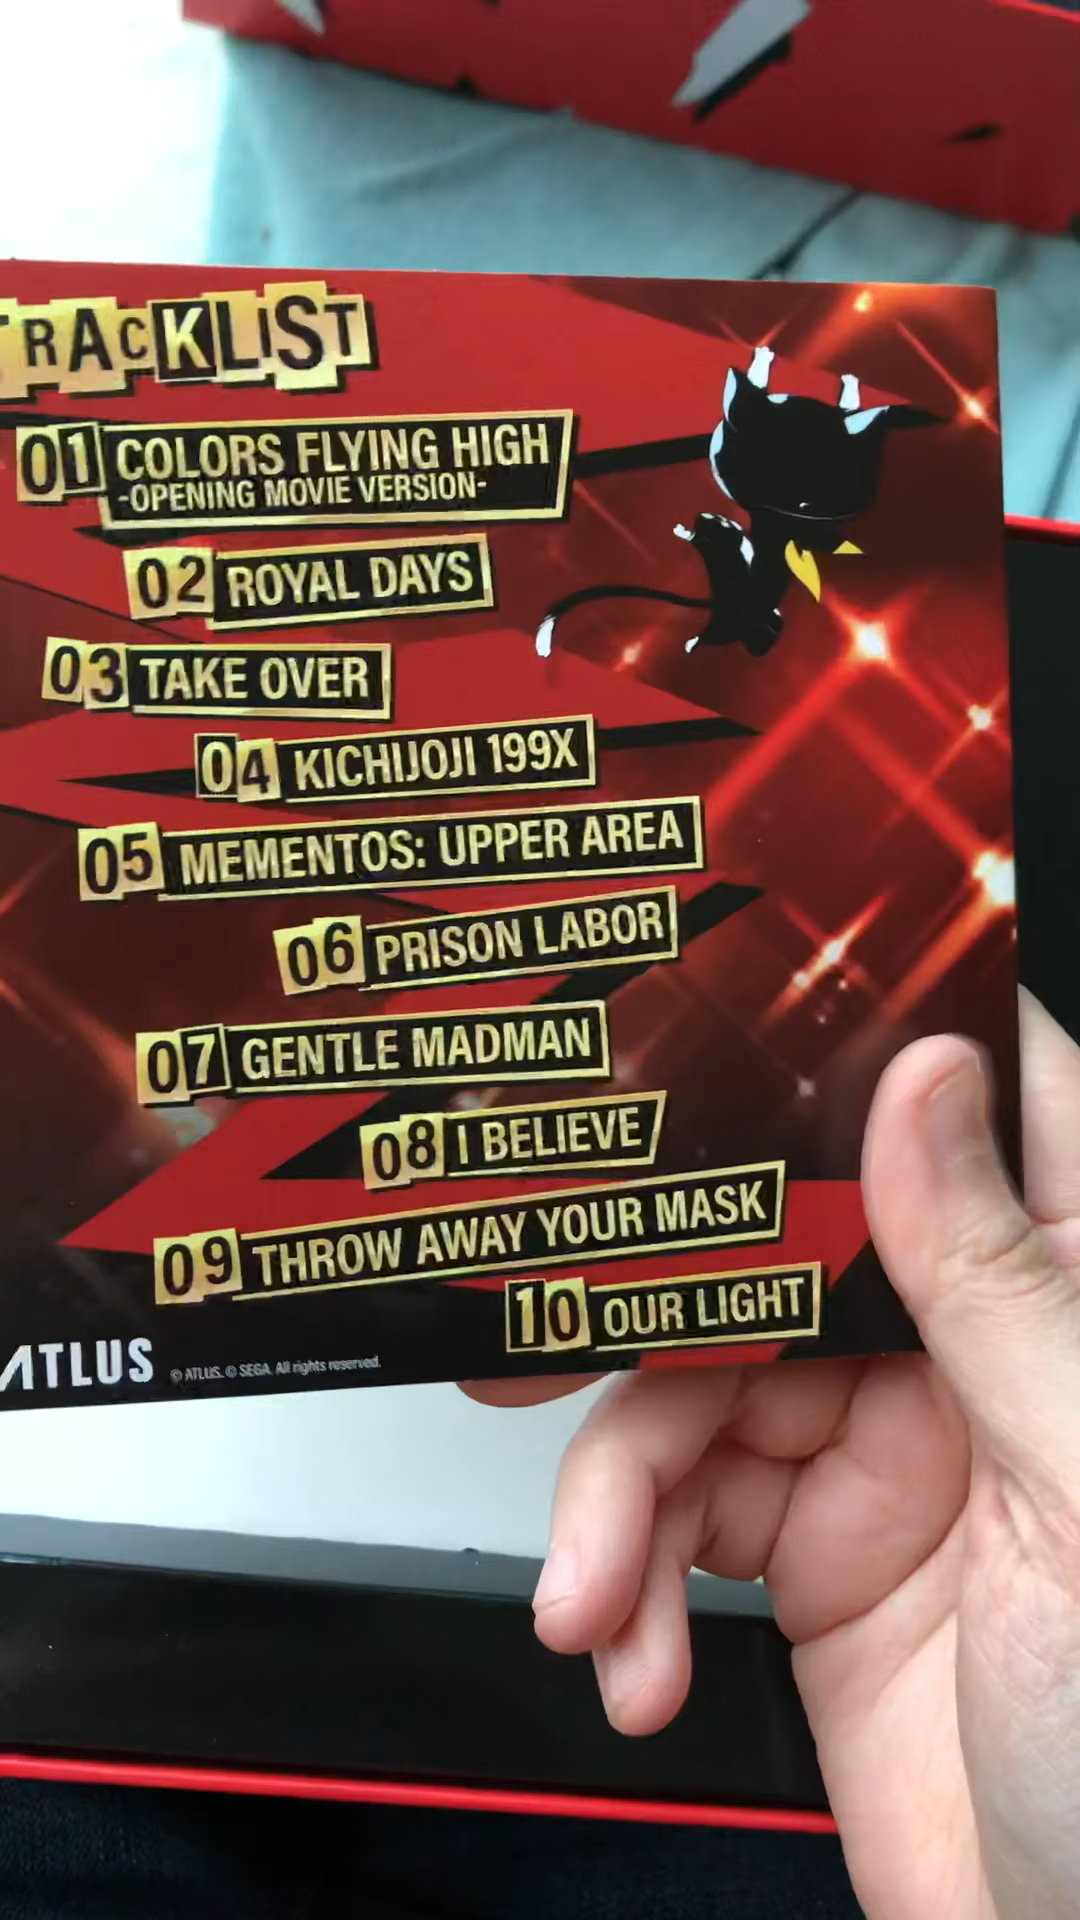 TRACKLIST
01 COLORS FLYING HIGH
-OPENING MOVIE VERSION-
02 ROYAL DAYS
03 TAKE OVER
04 KICHIJOJI 199X
05 MEMENTOS: UPPER AREA
06 PRISON LABOR
07 GENTLE MADMAN
08 I BELIEVE
09 THROW AWAY YOUR MASK
10 OUR LIGHT
ATLUS © ATLUS. © SEGA. All rights reserved.